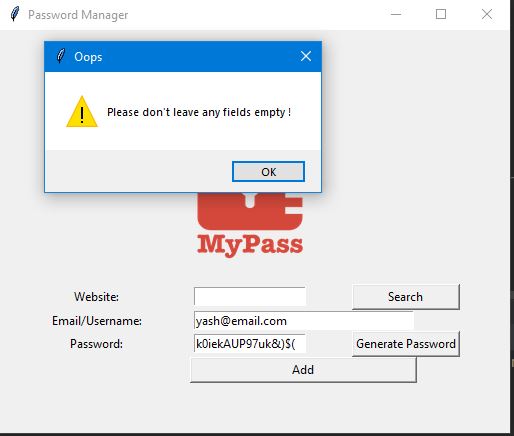 Password Manager
Oops
Please don't leave any fields empty !
OK
MyPass
Website:
Search
Email/Username:
yash@email.com
Password:
k0iekAUP97uk&)$(
Generate Password
Add